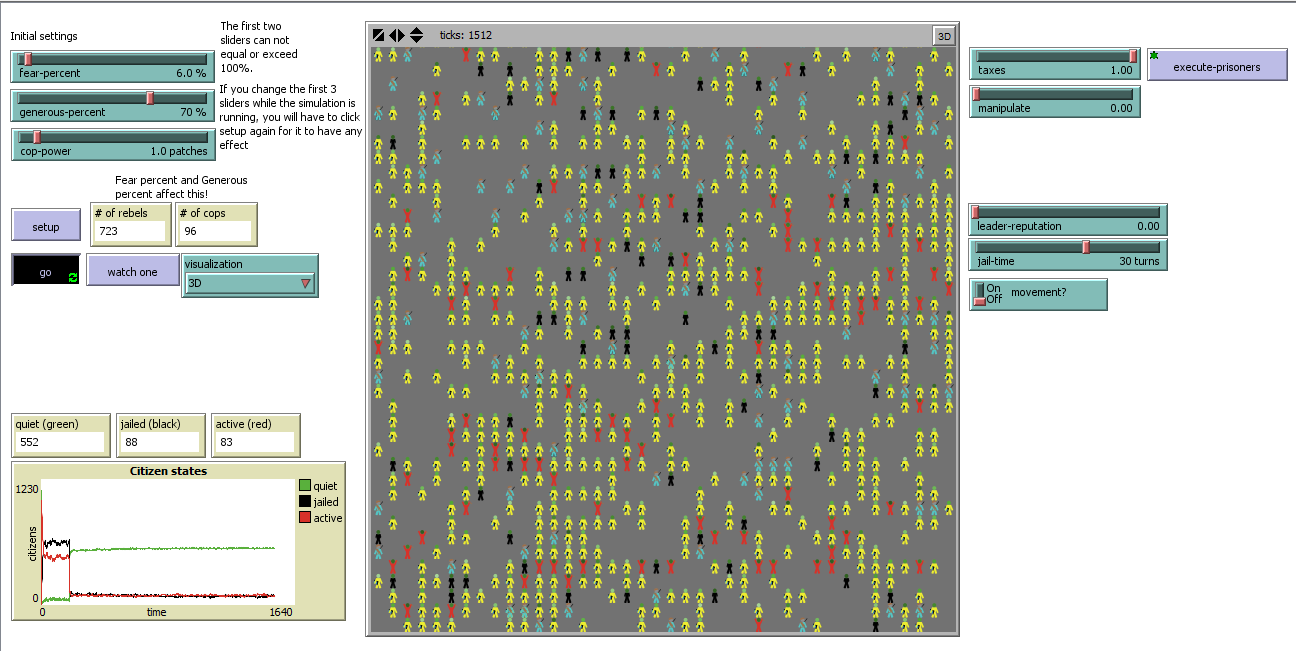 Initial settings
fear-percent 6.0 %
generous-percent 70 %
cop-power 1.0 patches
The first two
sliders can not
equal or exceed
100%.
If you change the first 3
sliders while the simulation is
running, you will have to click
setup again for it to have any
effect
Fear percent and Generous
percent affect this!
setup
# of rebels
723
# of cops
96
go
watch one
visualization
3D
quiet (green)
552
jailed (black)
88
active (red)
83
Citizen states
1230
citizens
0
0
time
1640
quiet
jailed
active
ticks: 1512
3D
taxes 1.00
execute-prisoners
manipulate 0.00
leader-reputation 0.00
jail-time 30 turns
On
Off
movement?